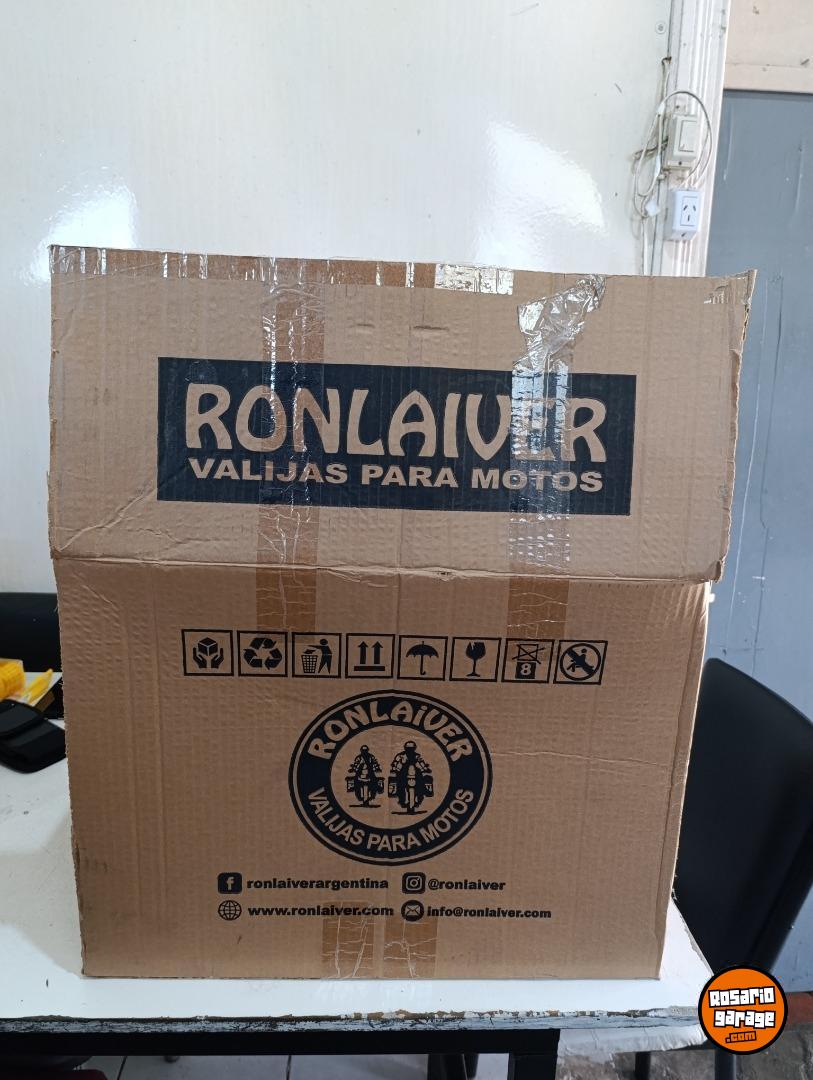 RONLAIVER
VALIJAS PARA MOTOS
8
RONLAiVER
VALIJAS PARA MOTOS
f ronlaiverargentina @ronlaiver
www.ronlaiver.com info@ronlaiver.com
Rosario
garage
.com